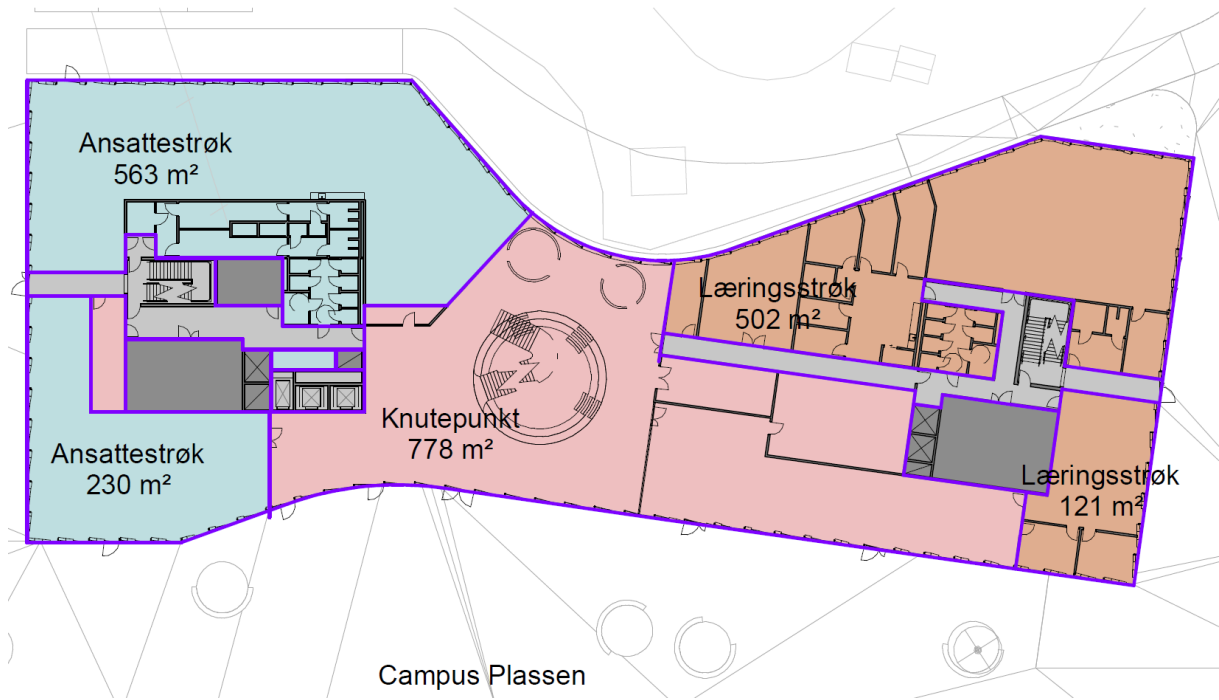 Ansattestrøk
563 m²
Læringsstrøk
502 m²
Knutepunkt
778 m²
Ansattestrøk
230 m²
Læringsstrøk
121 m²
Campus Plassen